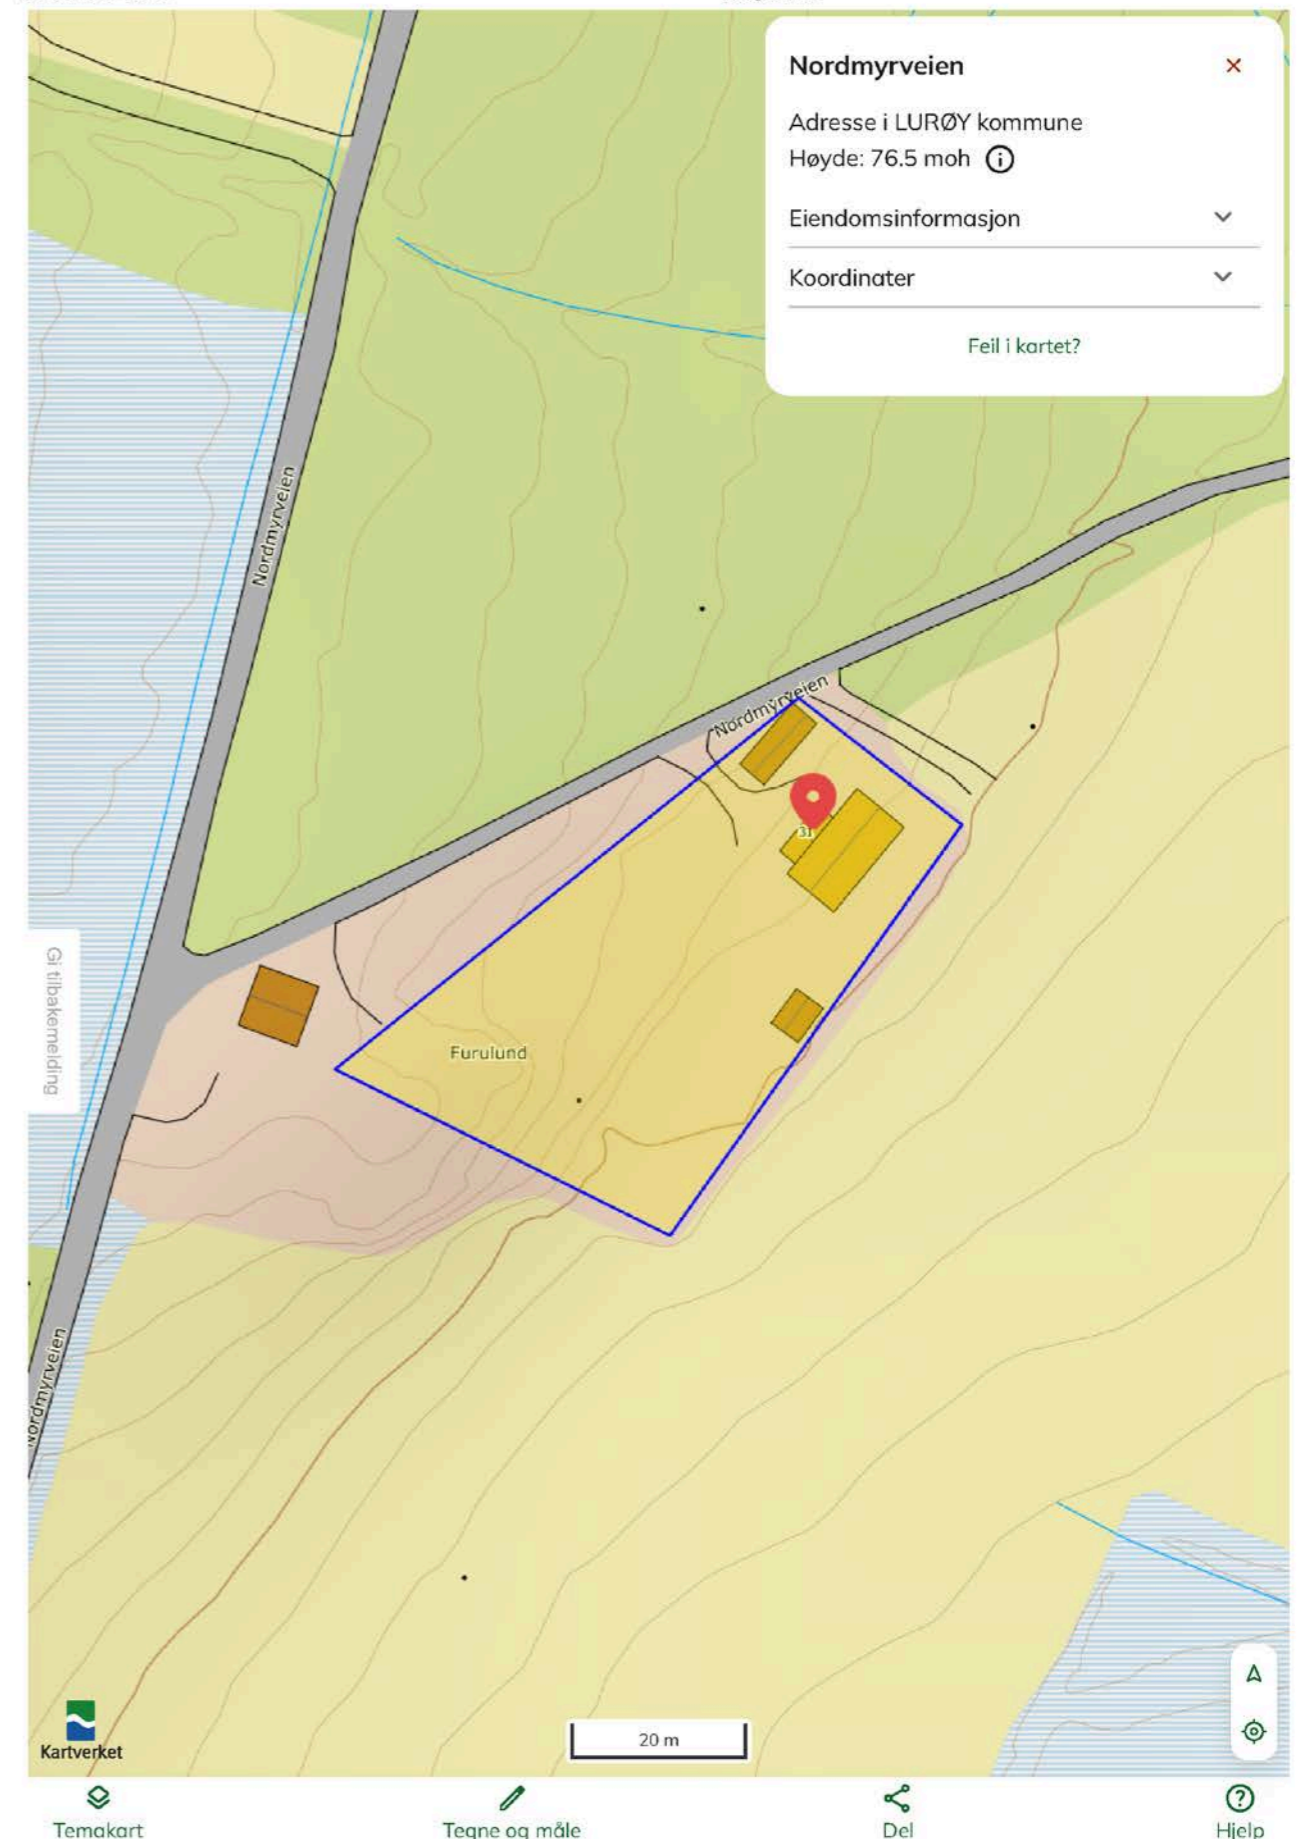 Nordmyrveien
Adresse i LURØY kommune
Høyde: 76.5 moh
Eiendomsinformasjon
Koordinater
Feil i kartet?
Nordmyrveien
Nordmyrveien
31
Gi tilbakemelding
Furulund
Nordmyrveien
Kartverket
20 m
Temakart
Tegne og måle
Del
Hjelp